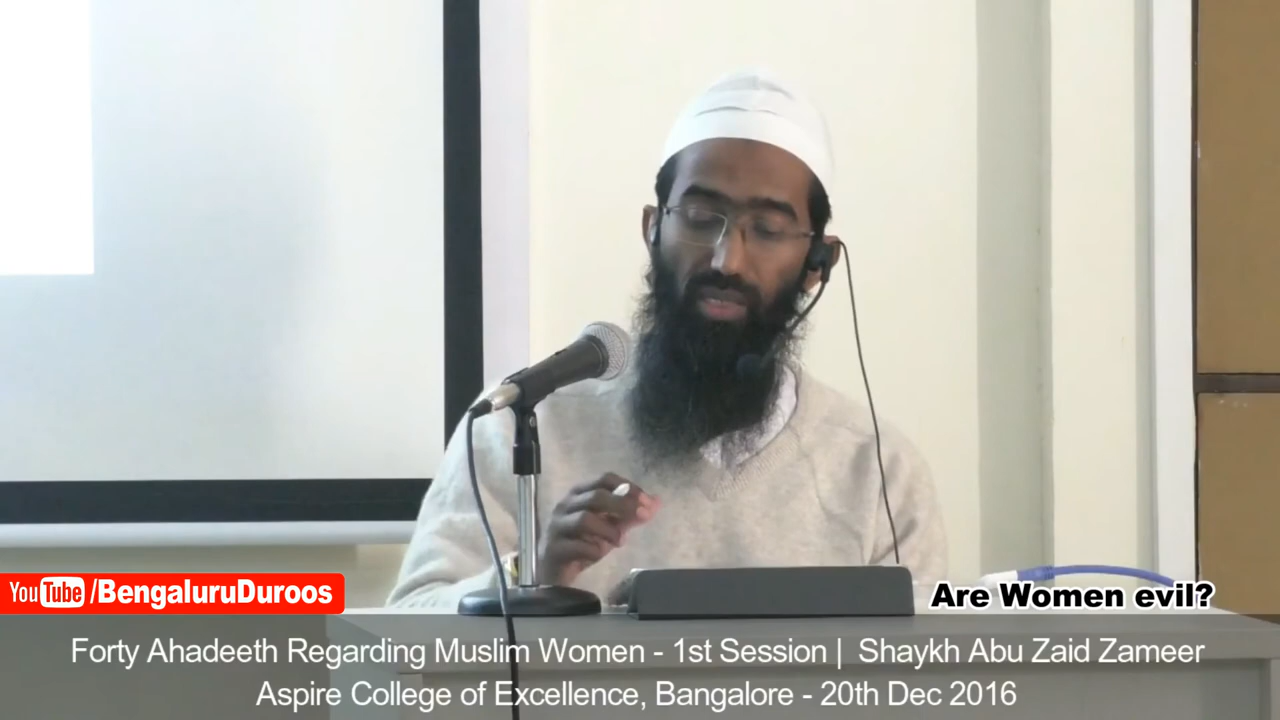 YouTube /BengaluruDuroos
Are Women evil?
Forty Ahadeeth Regarding Muslim Women - 1st Session | Shaykh Abu Zaid Zameer
Aspire College of Excellence, Bangalore - 20th Dec 2016